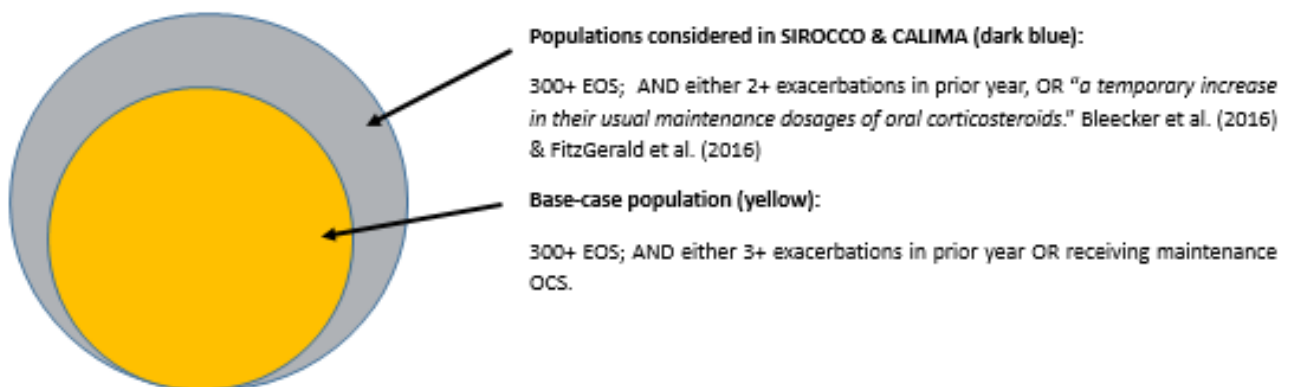 Populations considered in SIROCCO & CALIMA (dark blue):
300+ EOS; AND either 2+ exacerbations in prior year, OR “a temporary increase
in their usual maintenance dosages of oral corticosteroids.” Bleecker et al. (2016)
& FitzGerald et al. (2016)
Base-case population (yellow):
300+ EOS; AND either 3+ exacerbations in prior year OR receiving maintenance
OCS.